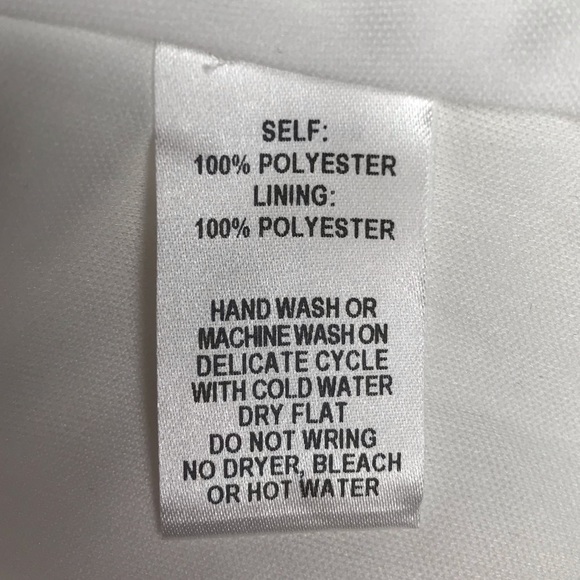 SELF:
100% POLYESTER
LINING:
100% POLYESTER
HAND WASH OR
MACHINE WASH ON
DELICATE CYCLE
WITH COLD WATER
DRY FLAT
DO NOT WRING
NO DRYER, BLEACH
OR HOT WATER